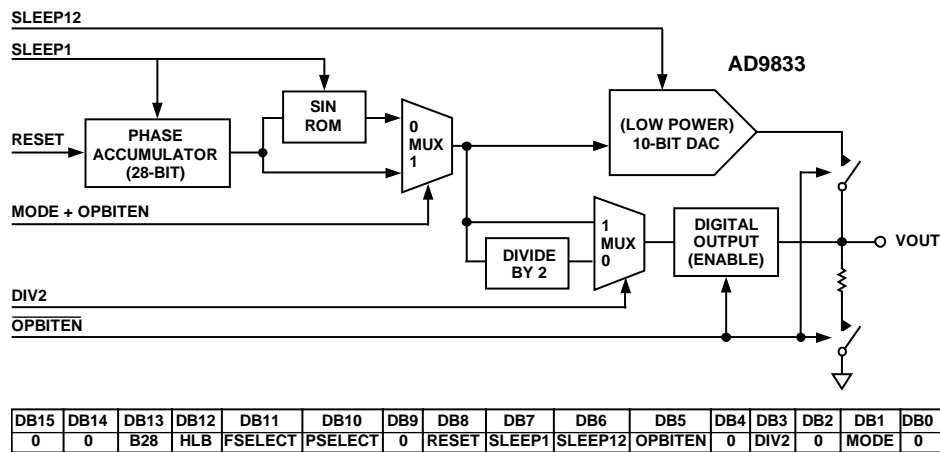 SLEEP12
SLEEP1
AD9833
RESET
PHASE
ACCUMULATOR
(28-BIT)
SIN
ROM
0
MUX
1
(LOW POWER)
10-BIT DAC
MODE + OPBITEN
DIVIDE
BY 2
1
MUX
0
DIGITAL
OUTPUT
(ENABLE)
VOUT
DIV2
OPBITEN
DB15 DB14 DB13 DB12 DB11 DB10 DB9 DB8 DB7 DB6 DB5 DB4 DB3 DB2 DB1 DB0
0 0 B28 HLB FSELECT PSELECT 0 RESET SLEEP1 SLEEP12 OPBITEN 0 DIV2 0 MODE 0